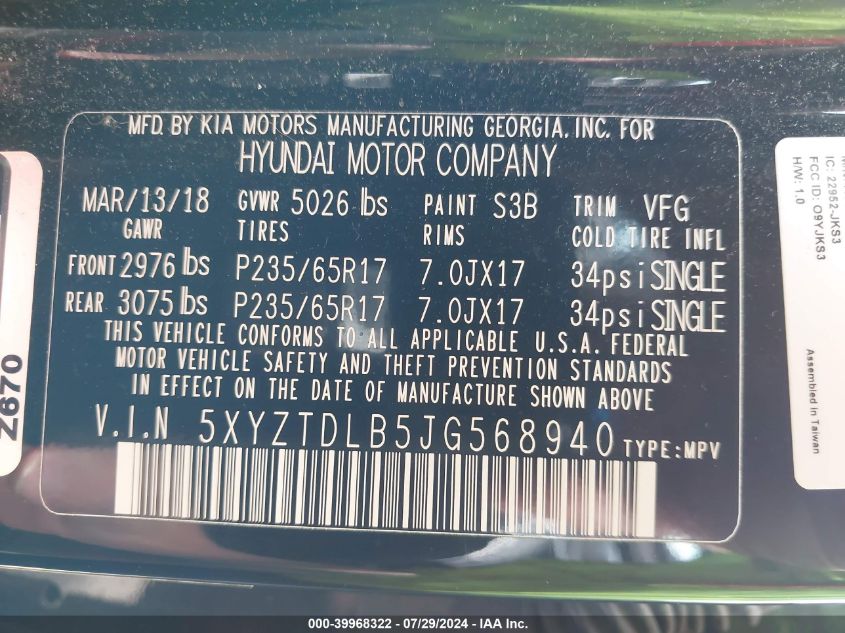 MFD. BY KIA MOTORS MANUFACTURING GEORGIA, INC. FOR
HYUNDAI MOTOR COMPANY
MAR/13/18 GVWR 5026 lbs PAINT S3B TRIM VFG
GAWR TIRES RIMS COLD TIRE INFL
FRONT 2976 lbs P235/65R17 7.0JX17 34psi SINGLE
REAR 3075 lbs P235/65R17 7.0JX17 34psi SINGLE
THIS VEHICLE CONFORMS TO ALL APPLICABLE U.S.A. FEDERAL
MOTOR VEHICLE SAFETY AND THEFT PREVENTION STANDARDS
IN EFFECT ON THE DATE OF MANUFACTURE SHOWN ABOVE
V.I.N 5XYZTDLB5JG568940 TYPE:MPV
Z670
IC: 22952-JKS3
FCC ID: O9YJKS3
H/W: 1.0
Assembled in Taiwan
000-39968322 / 07/29/2024 - IAA Inc.